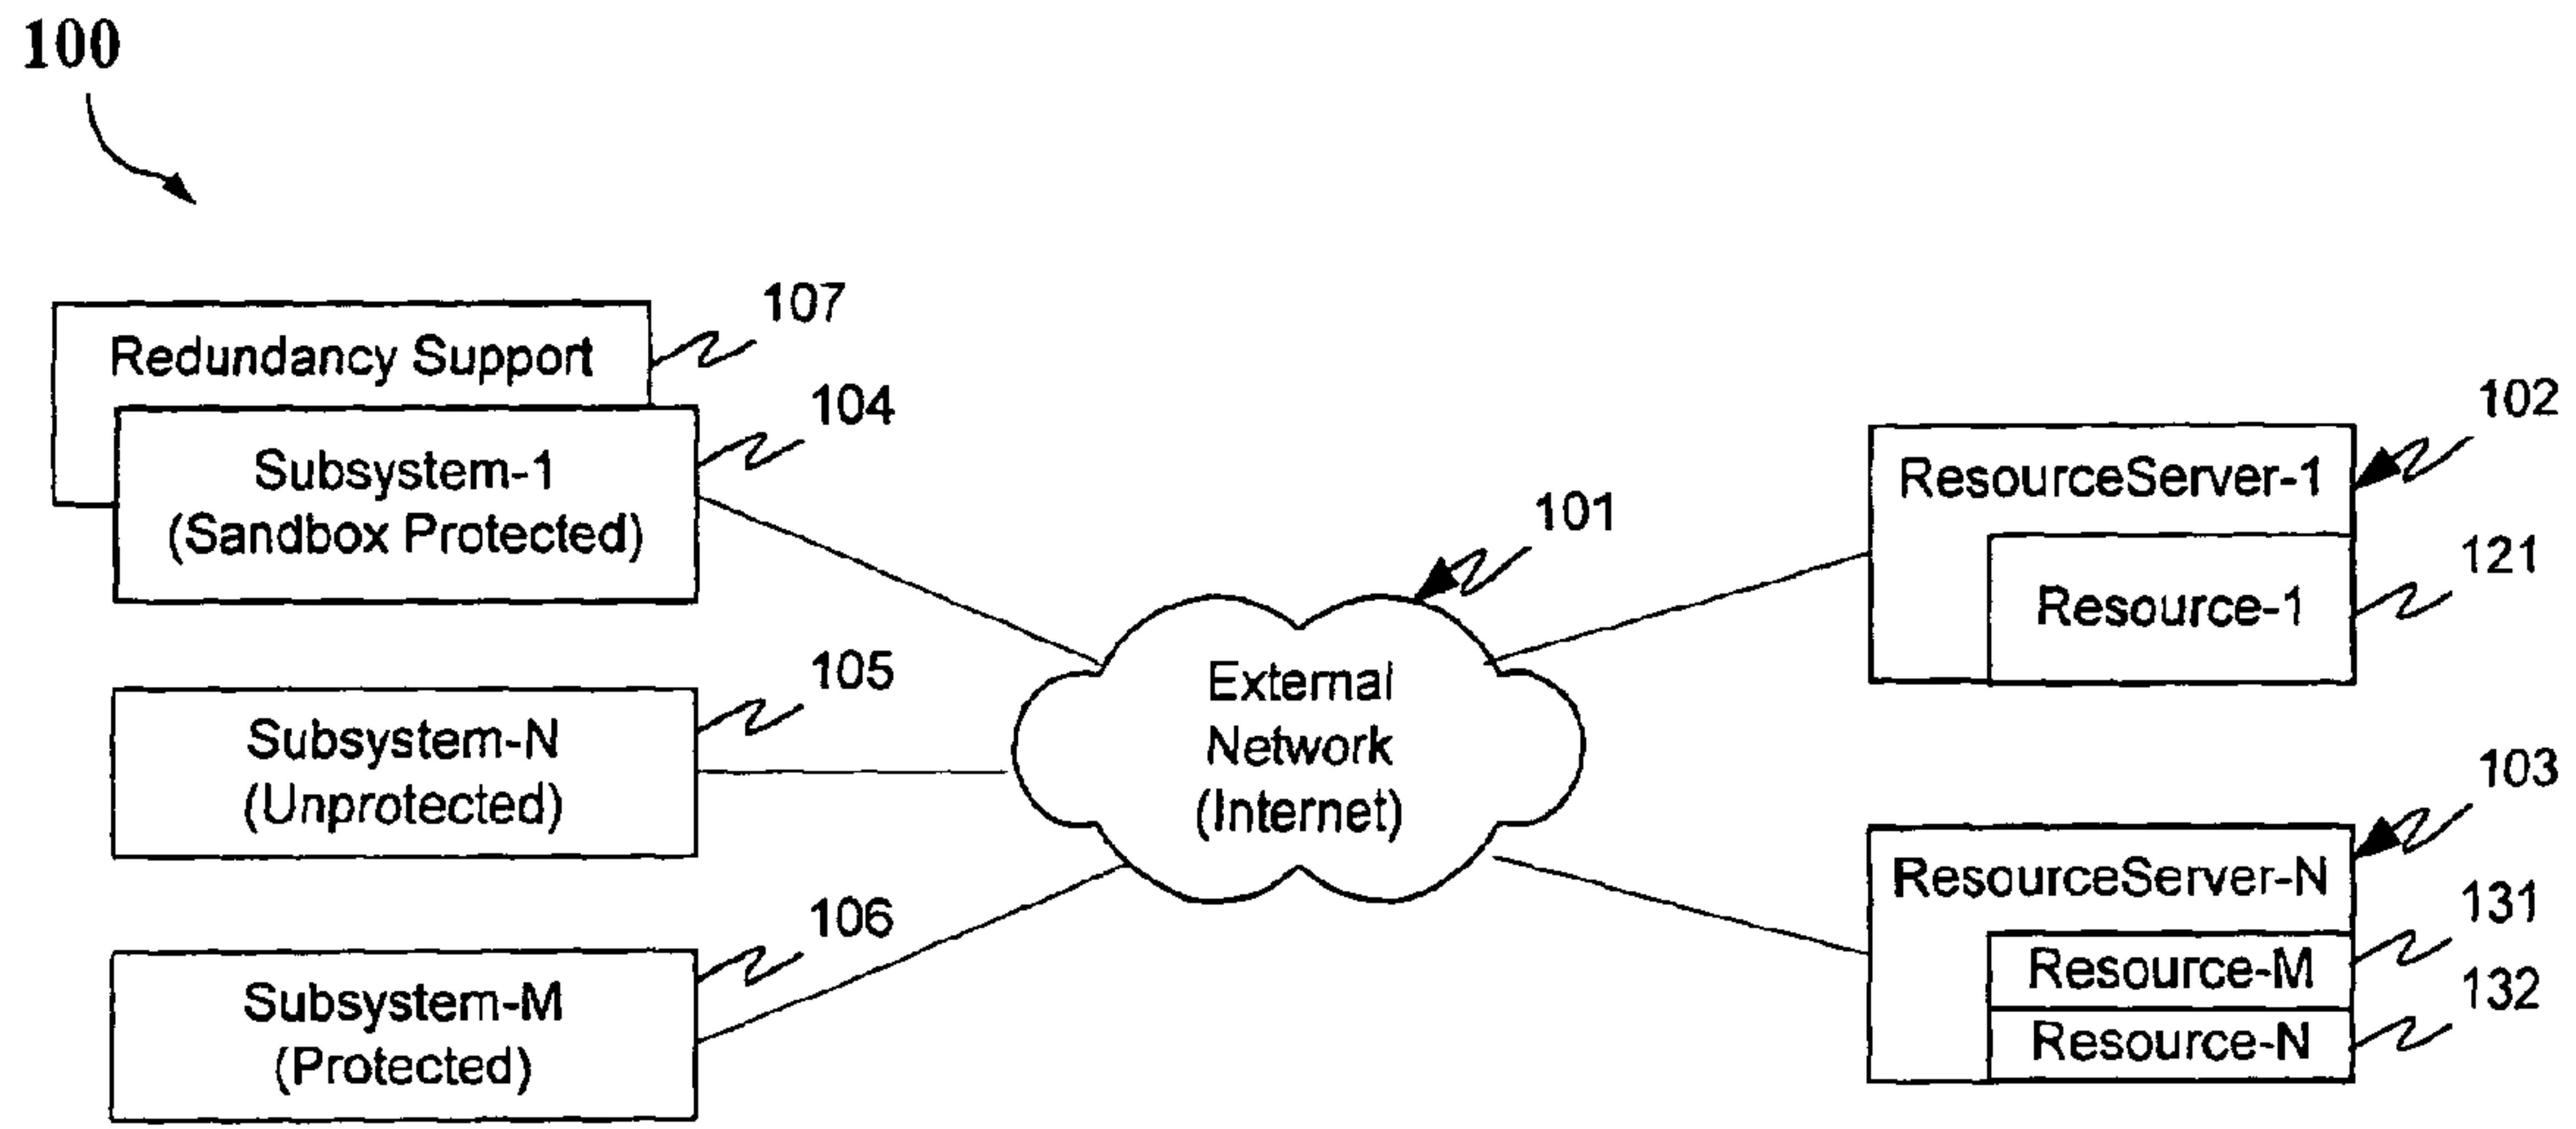 100
Redundancy Support
107
Subsystem-1
(Sandbox Protected)
104
Subsystem-N
(Unprotected)
105
Subsystem-M
(Protected)
106
External
Network
(Internet)
101
ResourceServer-1
102
Resource-1
121
ResourceServer-N
103
Resource-M
131
Resource-N
132